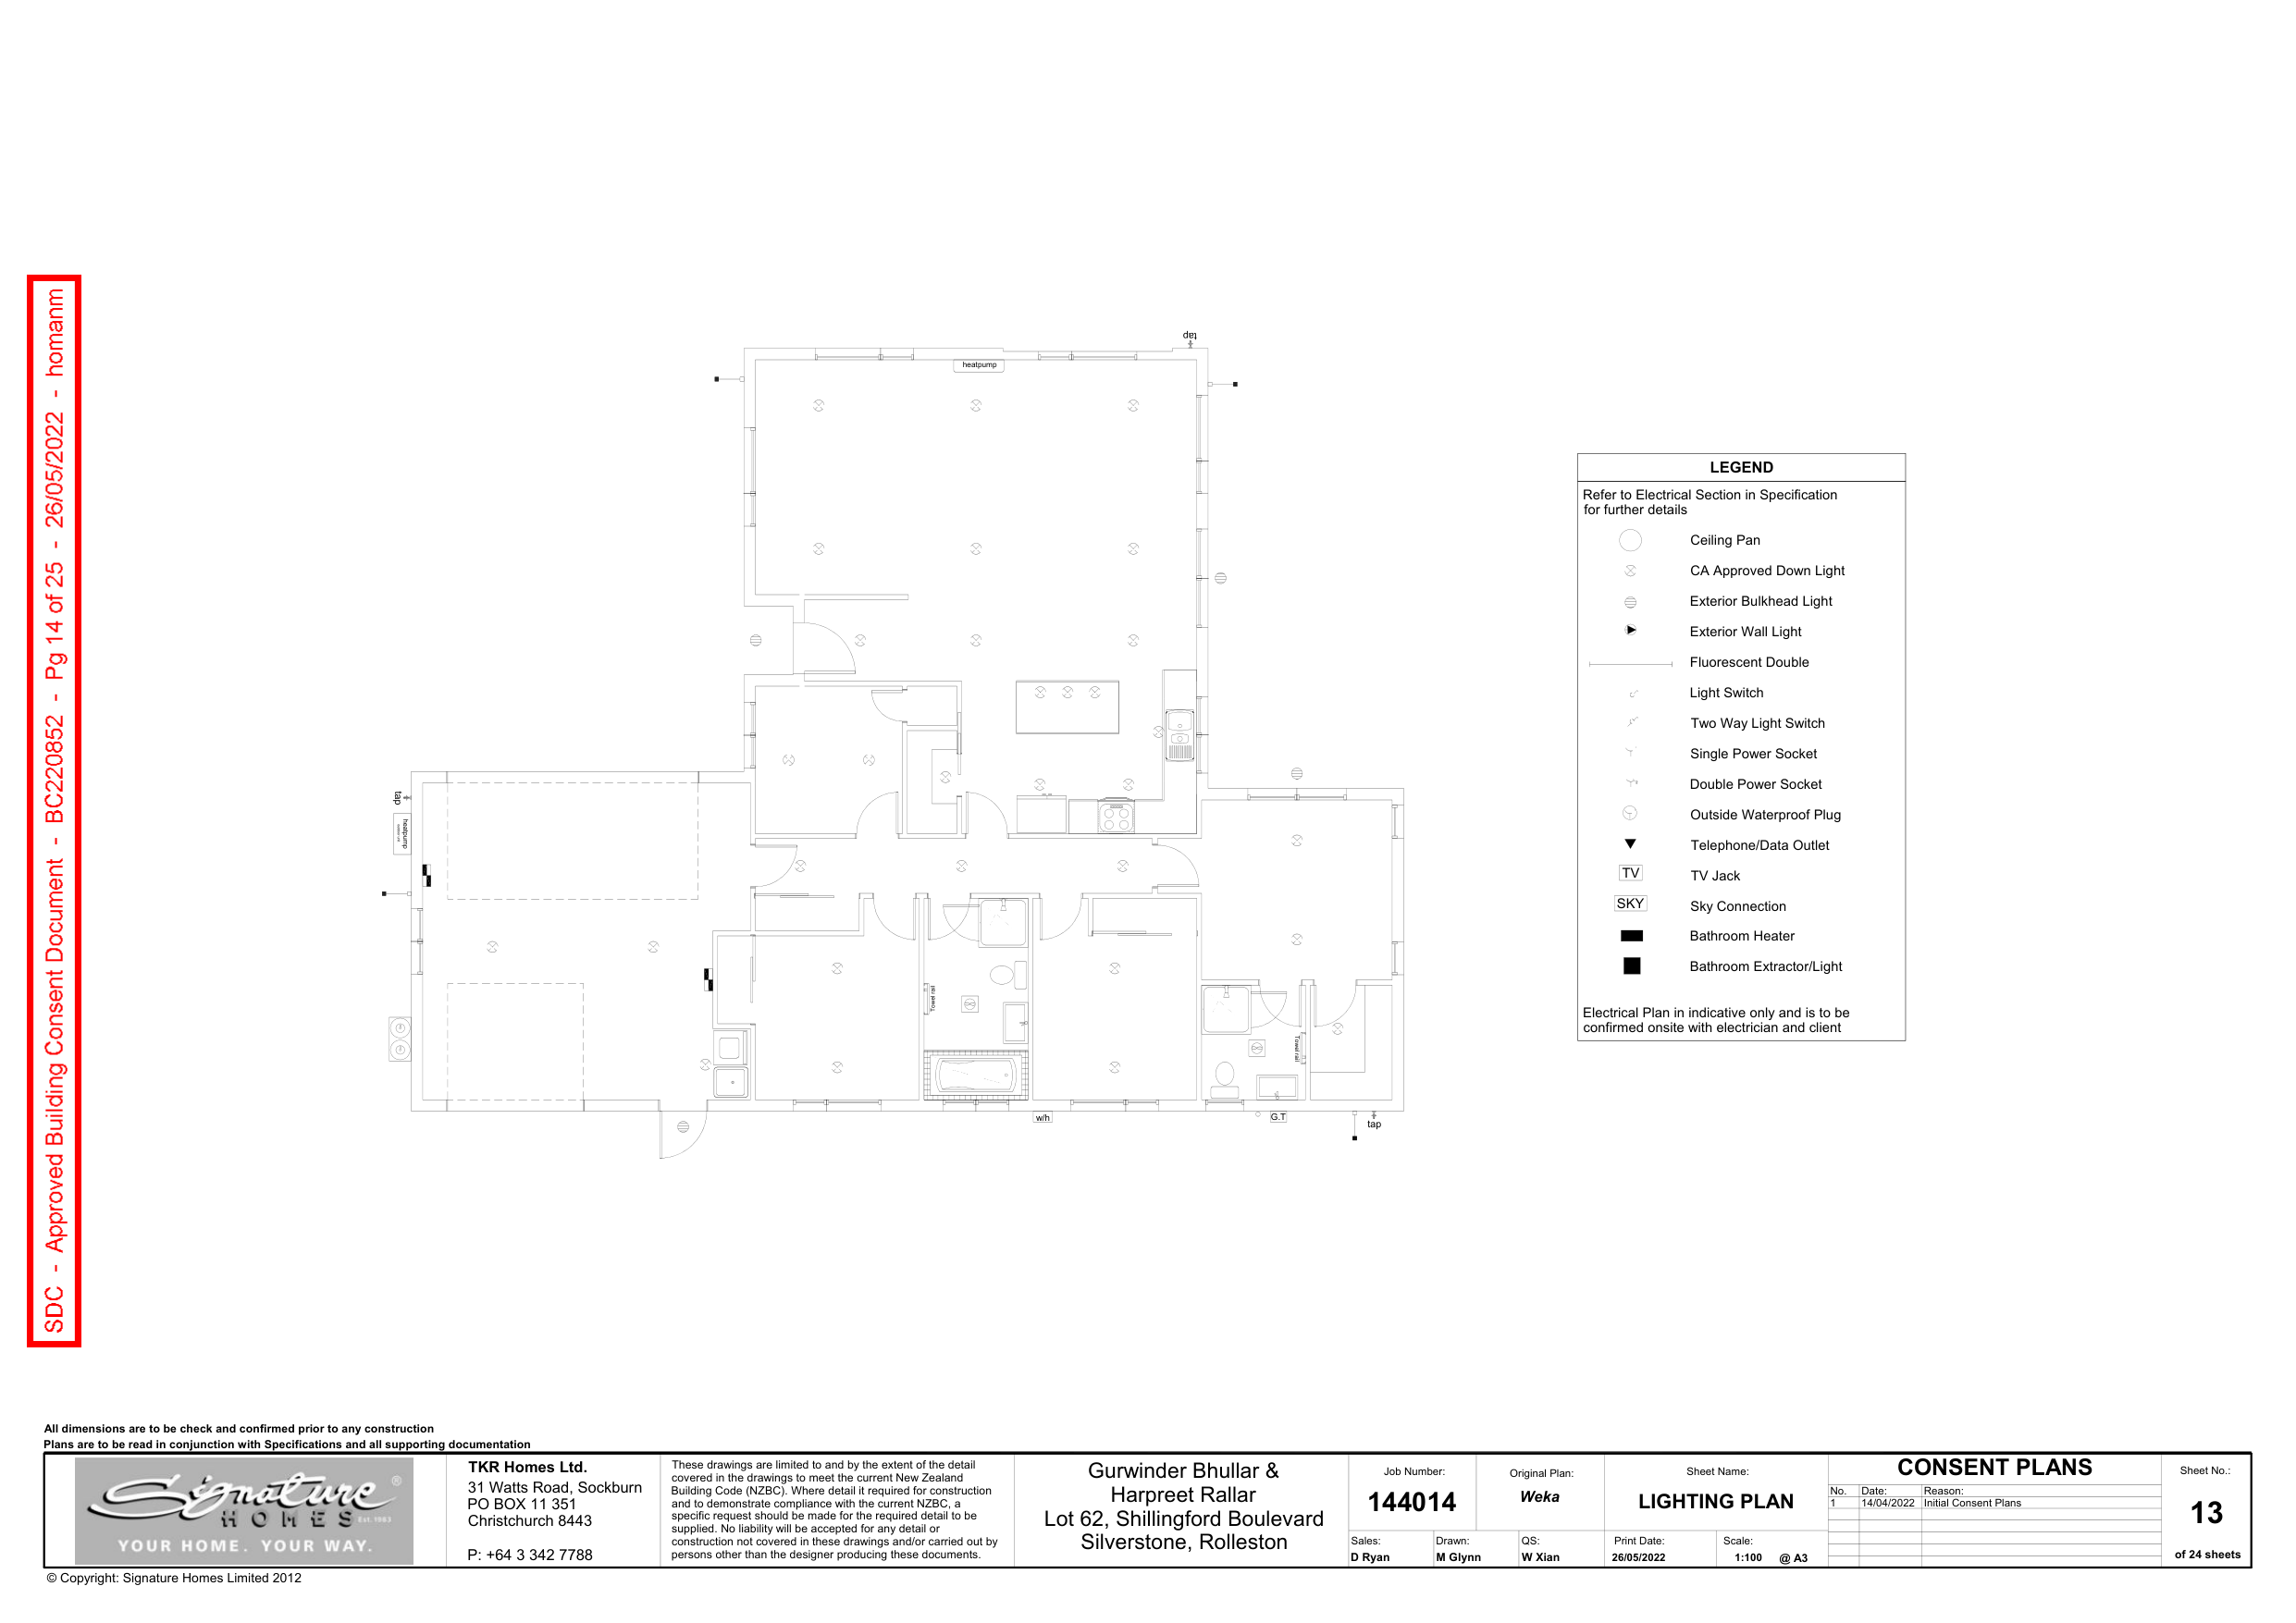 SDC - Approved Building Consent Document - BC220852 - Pg 14 of 25 - 26/05/2022 - homanm
tap
heatpump
tap
heatpump
Towel rail
Towel rail
w/h
G.T
tap
LEGEND
Refer to Electrical Section in Specification
for further details
Ceiling Pan
CA Approved Down Light
Exterior Bulkhead Light
Exterior Wall Light
Fluorescent Double
Light Switch
Two Way Light Switch
Single Power Socket
Double Power Socket
Outside Waterproof Plug
Telephone/Data Outlet
TV TV Jack
SKY Sky Connection
Bathroom Heater
Bathroom Extractor/Light
Electrical Plan in indicative only and is to be
confirmed onsite with electrician and client
All dimensions are to be check and confirmed prior to any construction
Plans are to be read in conjunction with Specifications and all supporting documentation
Signature ®
HOMES Est. 1983
YOUR HOME. YOUR WAY.
TKR Homes Ltd.
31 Watts Road, Sockburn
PO BOX 11 351
Christchurch 8443
P: +64 3 342 7788
These drawings are limited to and by the extent of the detail
covered in the drawings to meet the current New Zealand
Building Code (NZBC). Where detail it required for construction
and to demonstrate compliance with the current NZBC, a
specific request should be made for the required detail to be
supplied. No liability will be accepted for any detail or
construction not covered in these drawings and/or carried out by
persons other than the designer producing these documents.
Gurwinder Bhullar &
Harpreet Rallar
Lot 62, Shillingford Boulevard
Silverstone, Rolleston
Job Number:
144014
Original Plan:
Weka
Sales:
D Ryan
Drawn:
M Glynn
QS:
W Xian
Sheet Name:
LIGHTING PLAN
Print Date:
26/05/2022
Scale:
1:100 @ A3
CONSENT PLANS
No. Date: Reason:
1 14/04/2022 Initial Consent Plans
Sheet No.:
13
of 24 sheets
© Copyright: Signature Homes Limited 2012